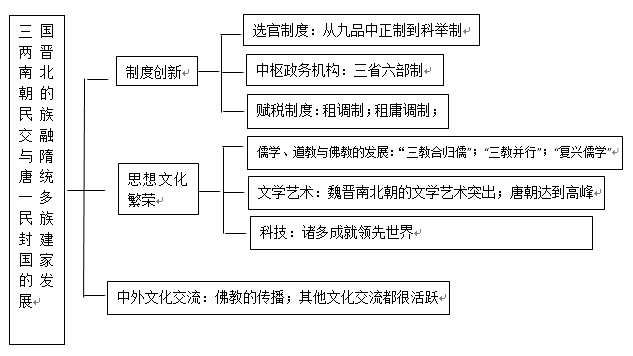 三 国
两 晋
南 北
朝 的
民 族
交 融
与 隋
唐 统
一 多
民 族
封 建
国 家
的 发
展
制度创新
选官制度：从九品中正制到科举制
中枢政务机构：三省六部制
赋税制度：租调制；租庸调制；
思想文化
繁荣
儒学、道教与佛教的发展：“三教合归儒”；“三教并行”；“复兴儒学”
文学艺术：魏晋南北朝的文学艺术突出；唐朝达到高峰
科技：诸多成就领先世界
中外文化交流：佛教的传播；其他文化交流都很活跃